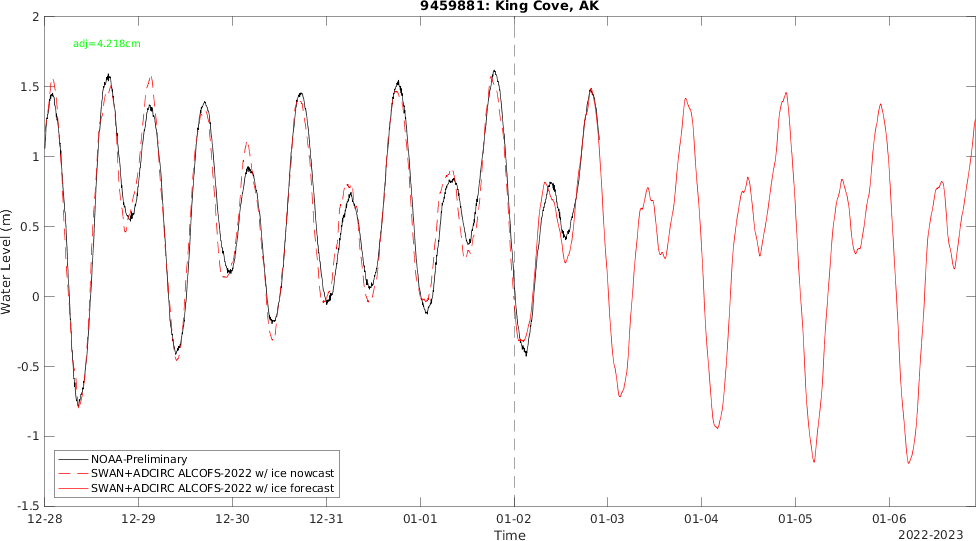 9459881: King Cove, AK
2
adj=4.218cm
1.5
1
0.5
0
-0.5
-1
-1.5
Water Level (m)
NOAA-Preliminary
SWAN+ADCIRC ALCOFS-2022 w/ ice nowcast
SWAN+ADCIRC ALCOFS-2022 w/ ice forecast
12-28 12-29 12-30 12-31 01-01 01-02 01-03 01-04 01-05 01-06
Time
2022-2023